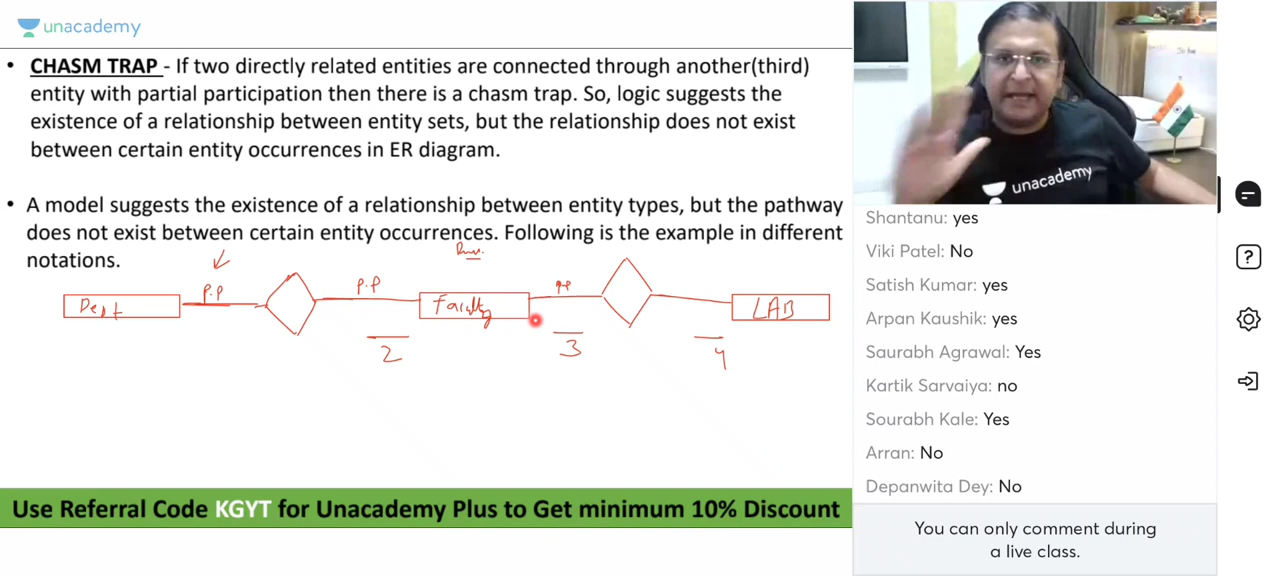 unacademy
• CHASM TRAP - If two directly related entities are connected through another(third)
entity with partial participation then there is a chasm trap. So, logic suggests the
existence of a relationship between entity sets, but the relationship does not exist
between certain entity occurrences in ER diagram.
• A model suggests the existence of a relationship between entity types, but the pathway
does not exist between certain entity occurrences. Following is the example in different
notations.
P.P
P.P
P.P
Dept
Faculty
LAB
2
3
4
Use Referral Code KGYT for Unacademy Plus to Get minimum 10% Discount
unacademy
Shantanu: yes
Viki Patel: No
Satish Kumar: yes
Arpan Kaushik: yes
Saurabh Agrawal: Yes
Kartik Sarvaiya: no
Sourabh Kale: Yes
Arran: No
Depanwita Dey: No
You can only comment during
a live class.
?